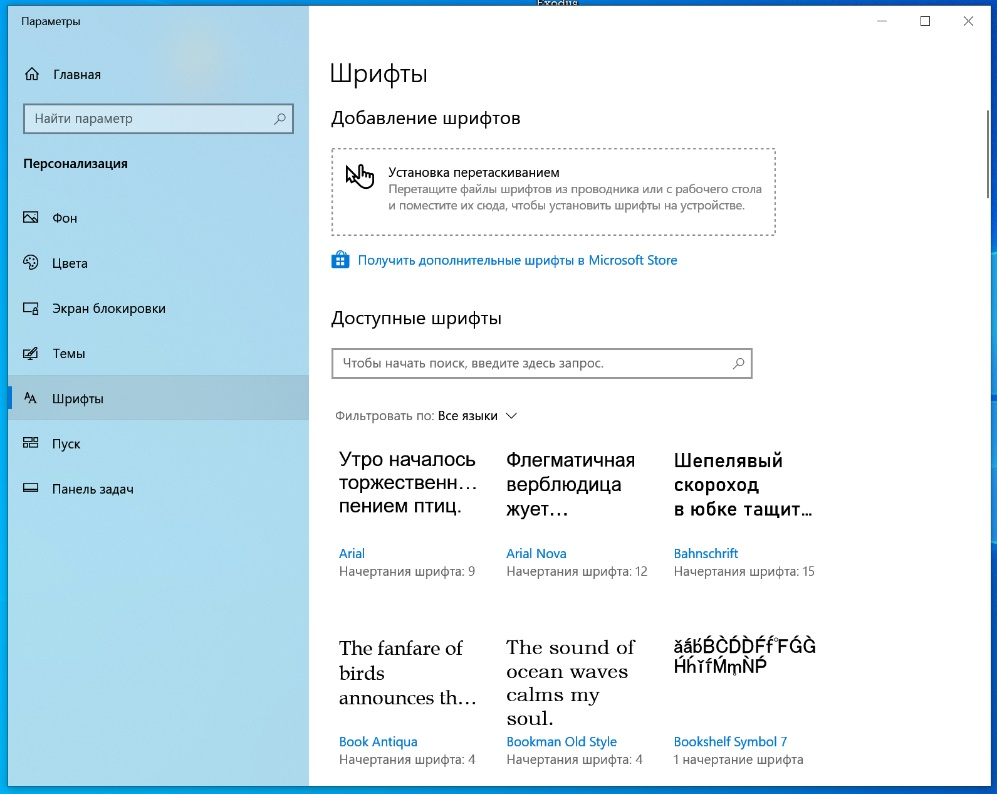 Exodus
Параметры
Главная
Найти параметр
Персонализация
Фон
Цвета
Экран блокировки
Темы
Шрифты
Пуск
Панель задач
Шрифты
Добавление шрифтов
Установка перетаскиванием
Перетащите файлы шрифтов из проводника или с рабочего стола
и поместите их сюда, чтобы установить шрифты на устройстве.
Получить дополнительные шрифты в Microsoft Store
Доступные шрифты
Чтобы начать поиск, введите здесь запрос.
Фильтровать по: Все языки
Утро началось
торжественн...
пением птиц.
Arial
Начертания шрифта: 9
Флегматичная
верблюдица
жует...
Arial Nova
Начертания шрифта: 12
Шепелявый
скороход
в юбке тащит...
Bahnschrift
Начертания шрифта: 15
The fanfare of
birds
announces th...
Book Antiqua
Начертания шрифта: 4
The sound of
ocean waves
calms my
soul.
Bookman Old Style
Начертания шрифта: 4
Bookshelf Symbol 7
1 начертание шрифта